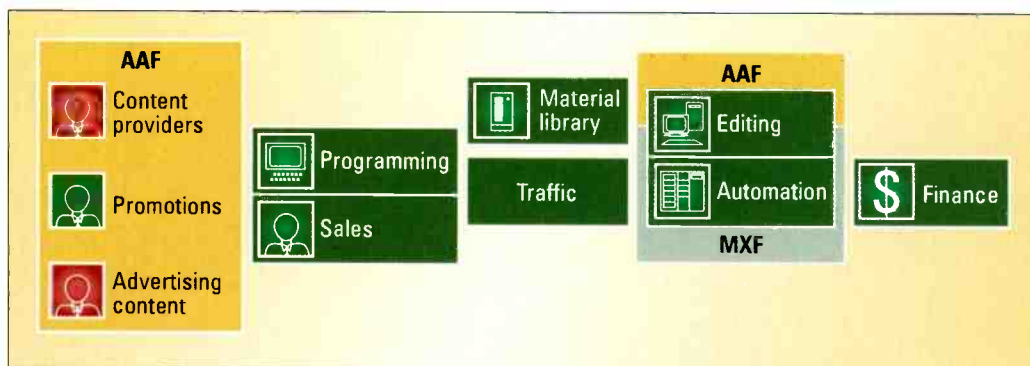 AAF
Content
providers
Promotions
Advertising
content
Programming
Sales
Material
library
Traffic
AAF
Editing
Automation
MXF
$ Finance